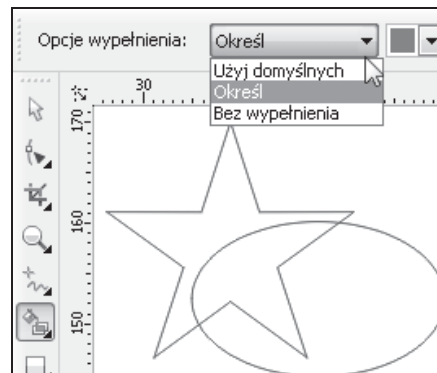 Opcje wypełnienia: Określ
Użyj domyślnych
Określ
Bez wypełnienia
30
170
160
150